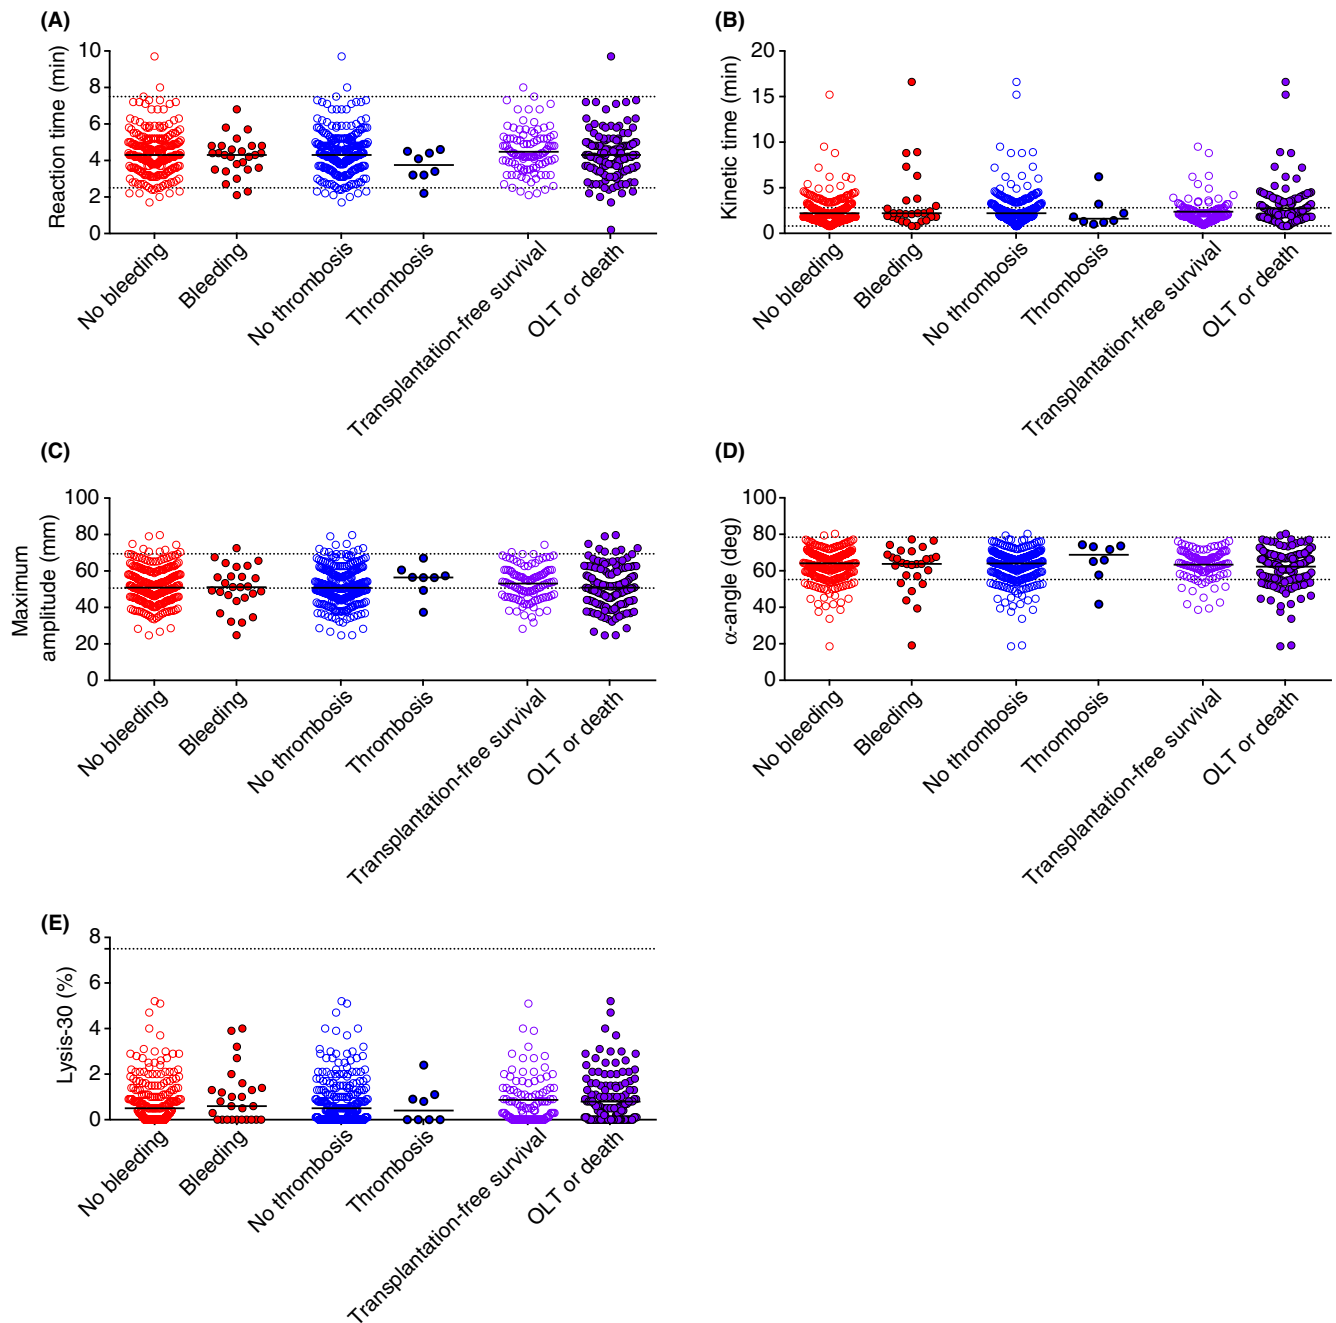 (A)
Reaction time (min)
10
8
6
4
2
0
No bleeding
Bleeding
No thrombosis
Thrombosis
Transplantation-free survival
OLT or death
(B)
Kinetic time (min)
20
15
10
5
0
No bleeding
Bleeding
No thrombosis
Thrombosis
Transplantation-free survival
OLT or death
(C)
Maximum
amplitude (mm)
100
80
60
40
20
0
No bleeding
Bleeding
No thrombosis
Thrombosis
Transplantation-free survival
OLT or death
(D)
α-angle (deg)
100
80
60
40
20
0
No bleeding
Bleeding
No thrombosis
Thrombosis
Transplantation-free survival
OLT or death
(E)
Lysis-30 (%)
8
6
4
2
0
No bleeding
Bleeding
No thrombosis
Thrombosis
Transplantation-free survival
OLT or death